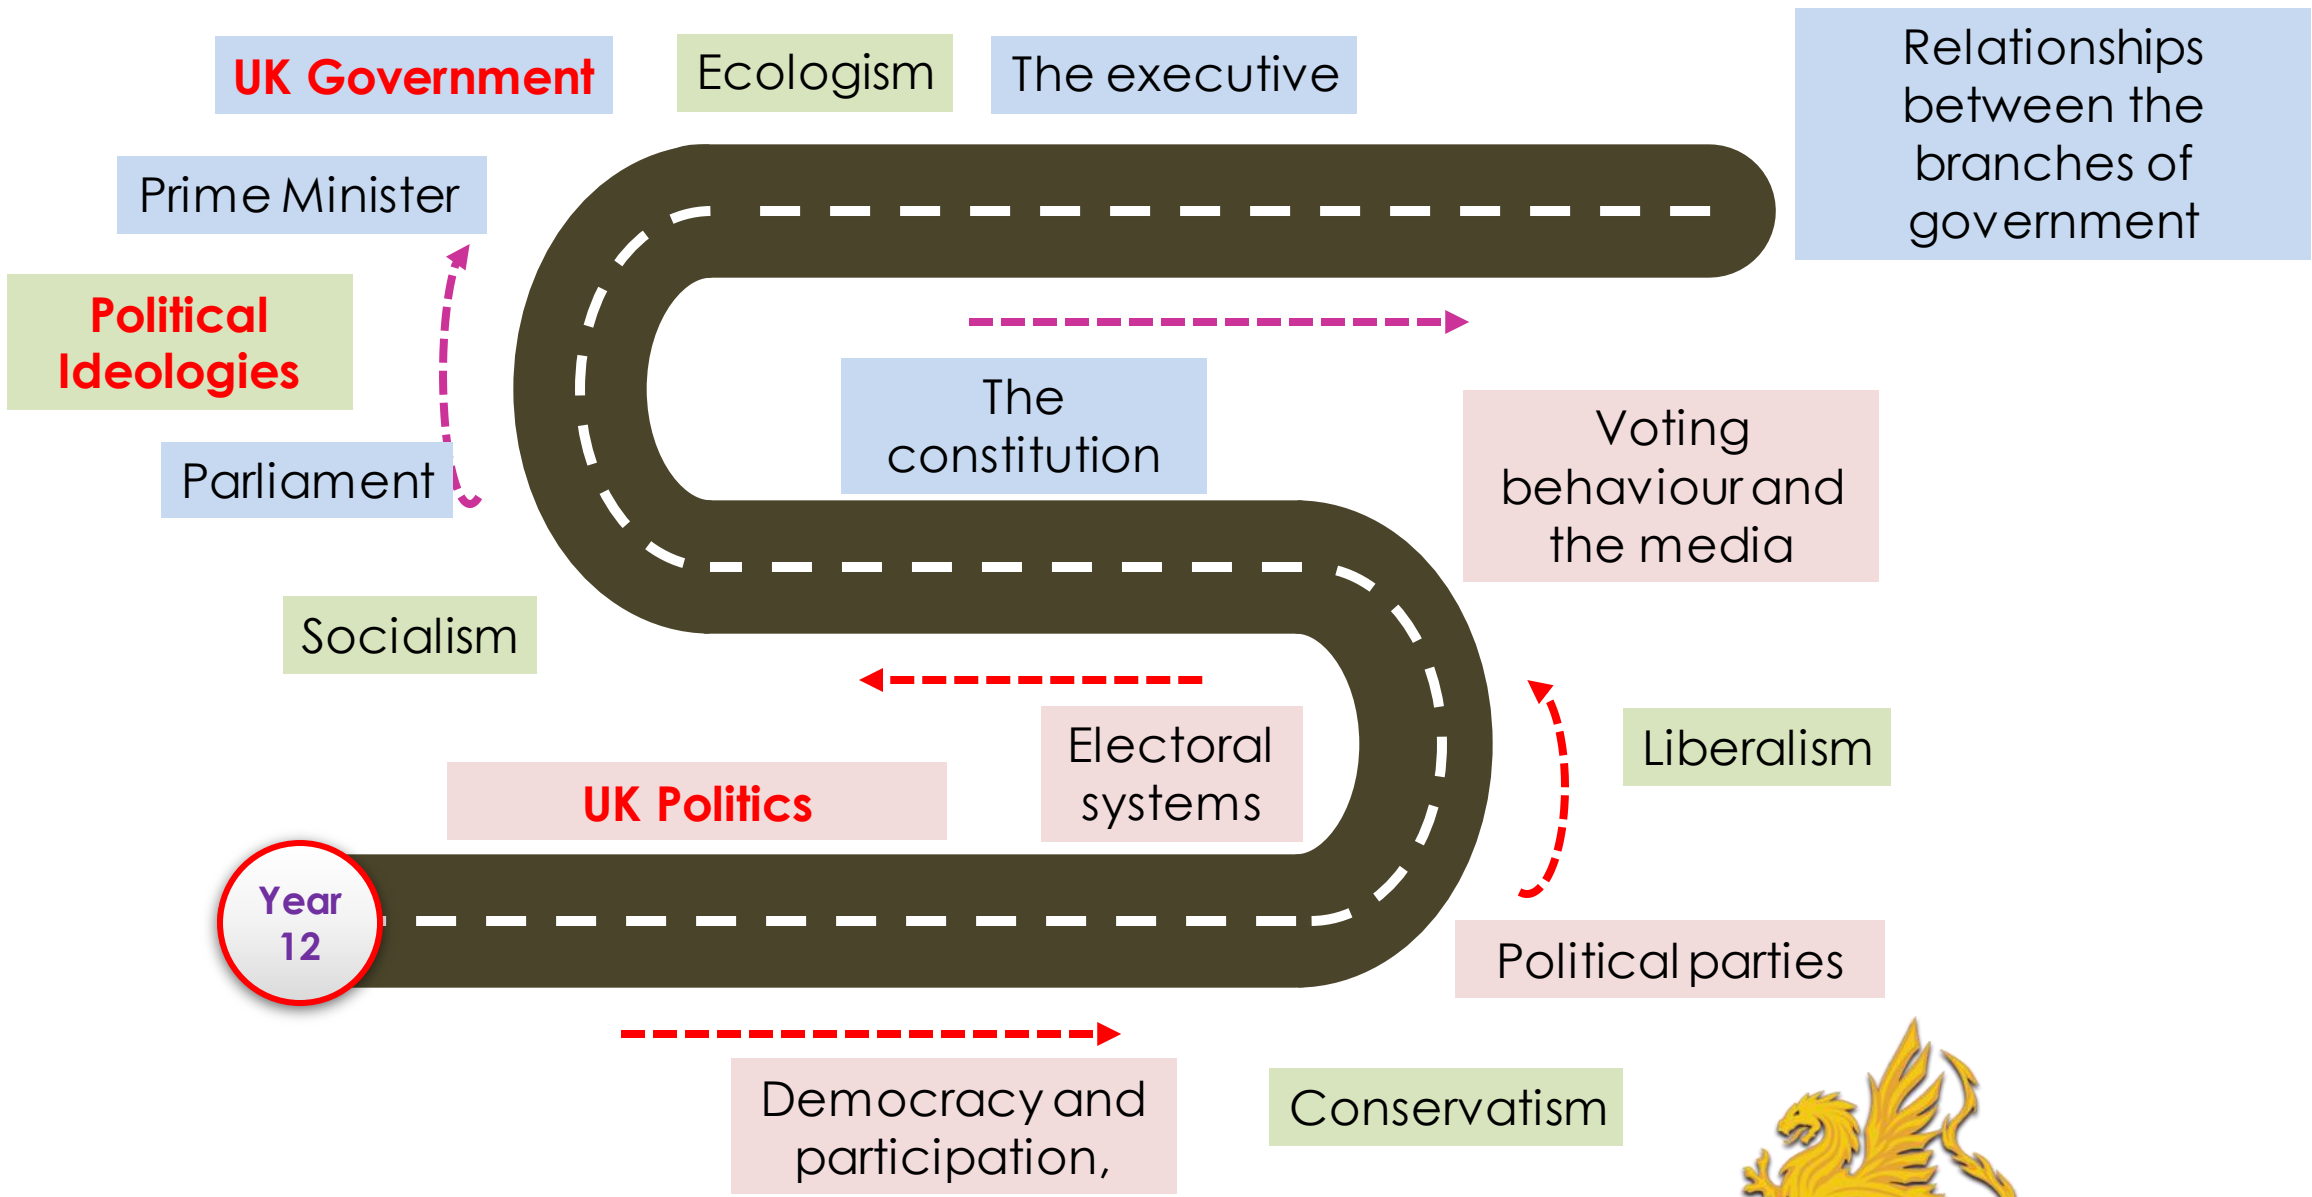 UK Government
Ecologism
The executive
Relationships
between the
branches of
government
Prime Minister
Political
Ideologies
The
constitution
Voting
behaviour and
the media
Parliament
Socialism
Electoral
systems
Liberalism
UK Politics
Year
12
Political parties
Democracy and
participation,
Conservatism